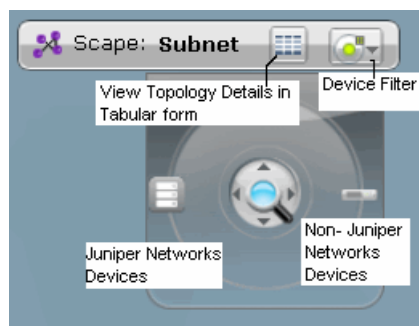 Scape: Subnet
View Topology Details in
Tabular form
Device Filter
Juniper Networks
Devices
Non- Juniper
Networks
Devices